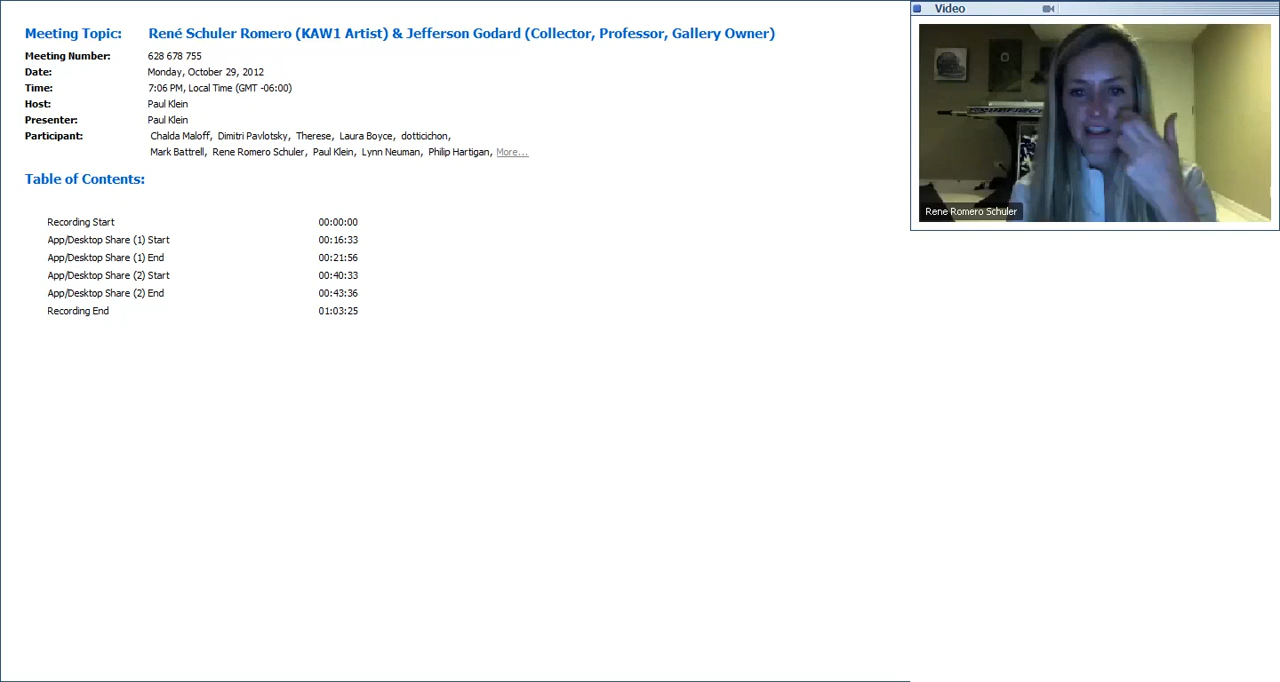 Meeting Topic: René Schuler Romero (KAW1 Artist) & Jefferson Godard (Collector, Professor, Gallery Owner)
Meeting Number: 628 678 755
Date: Monday, October 29, 2012
Time: 7:06 PM, Local Time (GMT -06:00)
Host: Paul Klein
Presenter: Paul Klein
Participant: Chalda Maloff, Dimitri Pavlotsky, Therese, Laura Boyce, dotticichon,
Mark Battrell, Rene Romero Schuler, Paul Klein, Lynn Neuman, Philip Hartigan, More...
Table of Contents:
Recording Start 00:00:00
App/Desktop Share (1) Start 00:16:33
App/Desktop Share (1) End 00:21:56
App/Desktop Share (2) Start 00:40:33
App/Desktop Share (2) End 00:43:36
Recording End 01:03:25
Video
Rene Romero Schuler